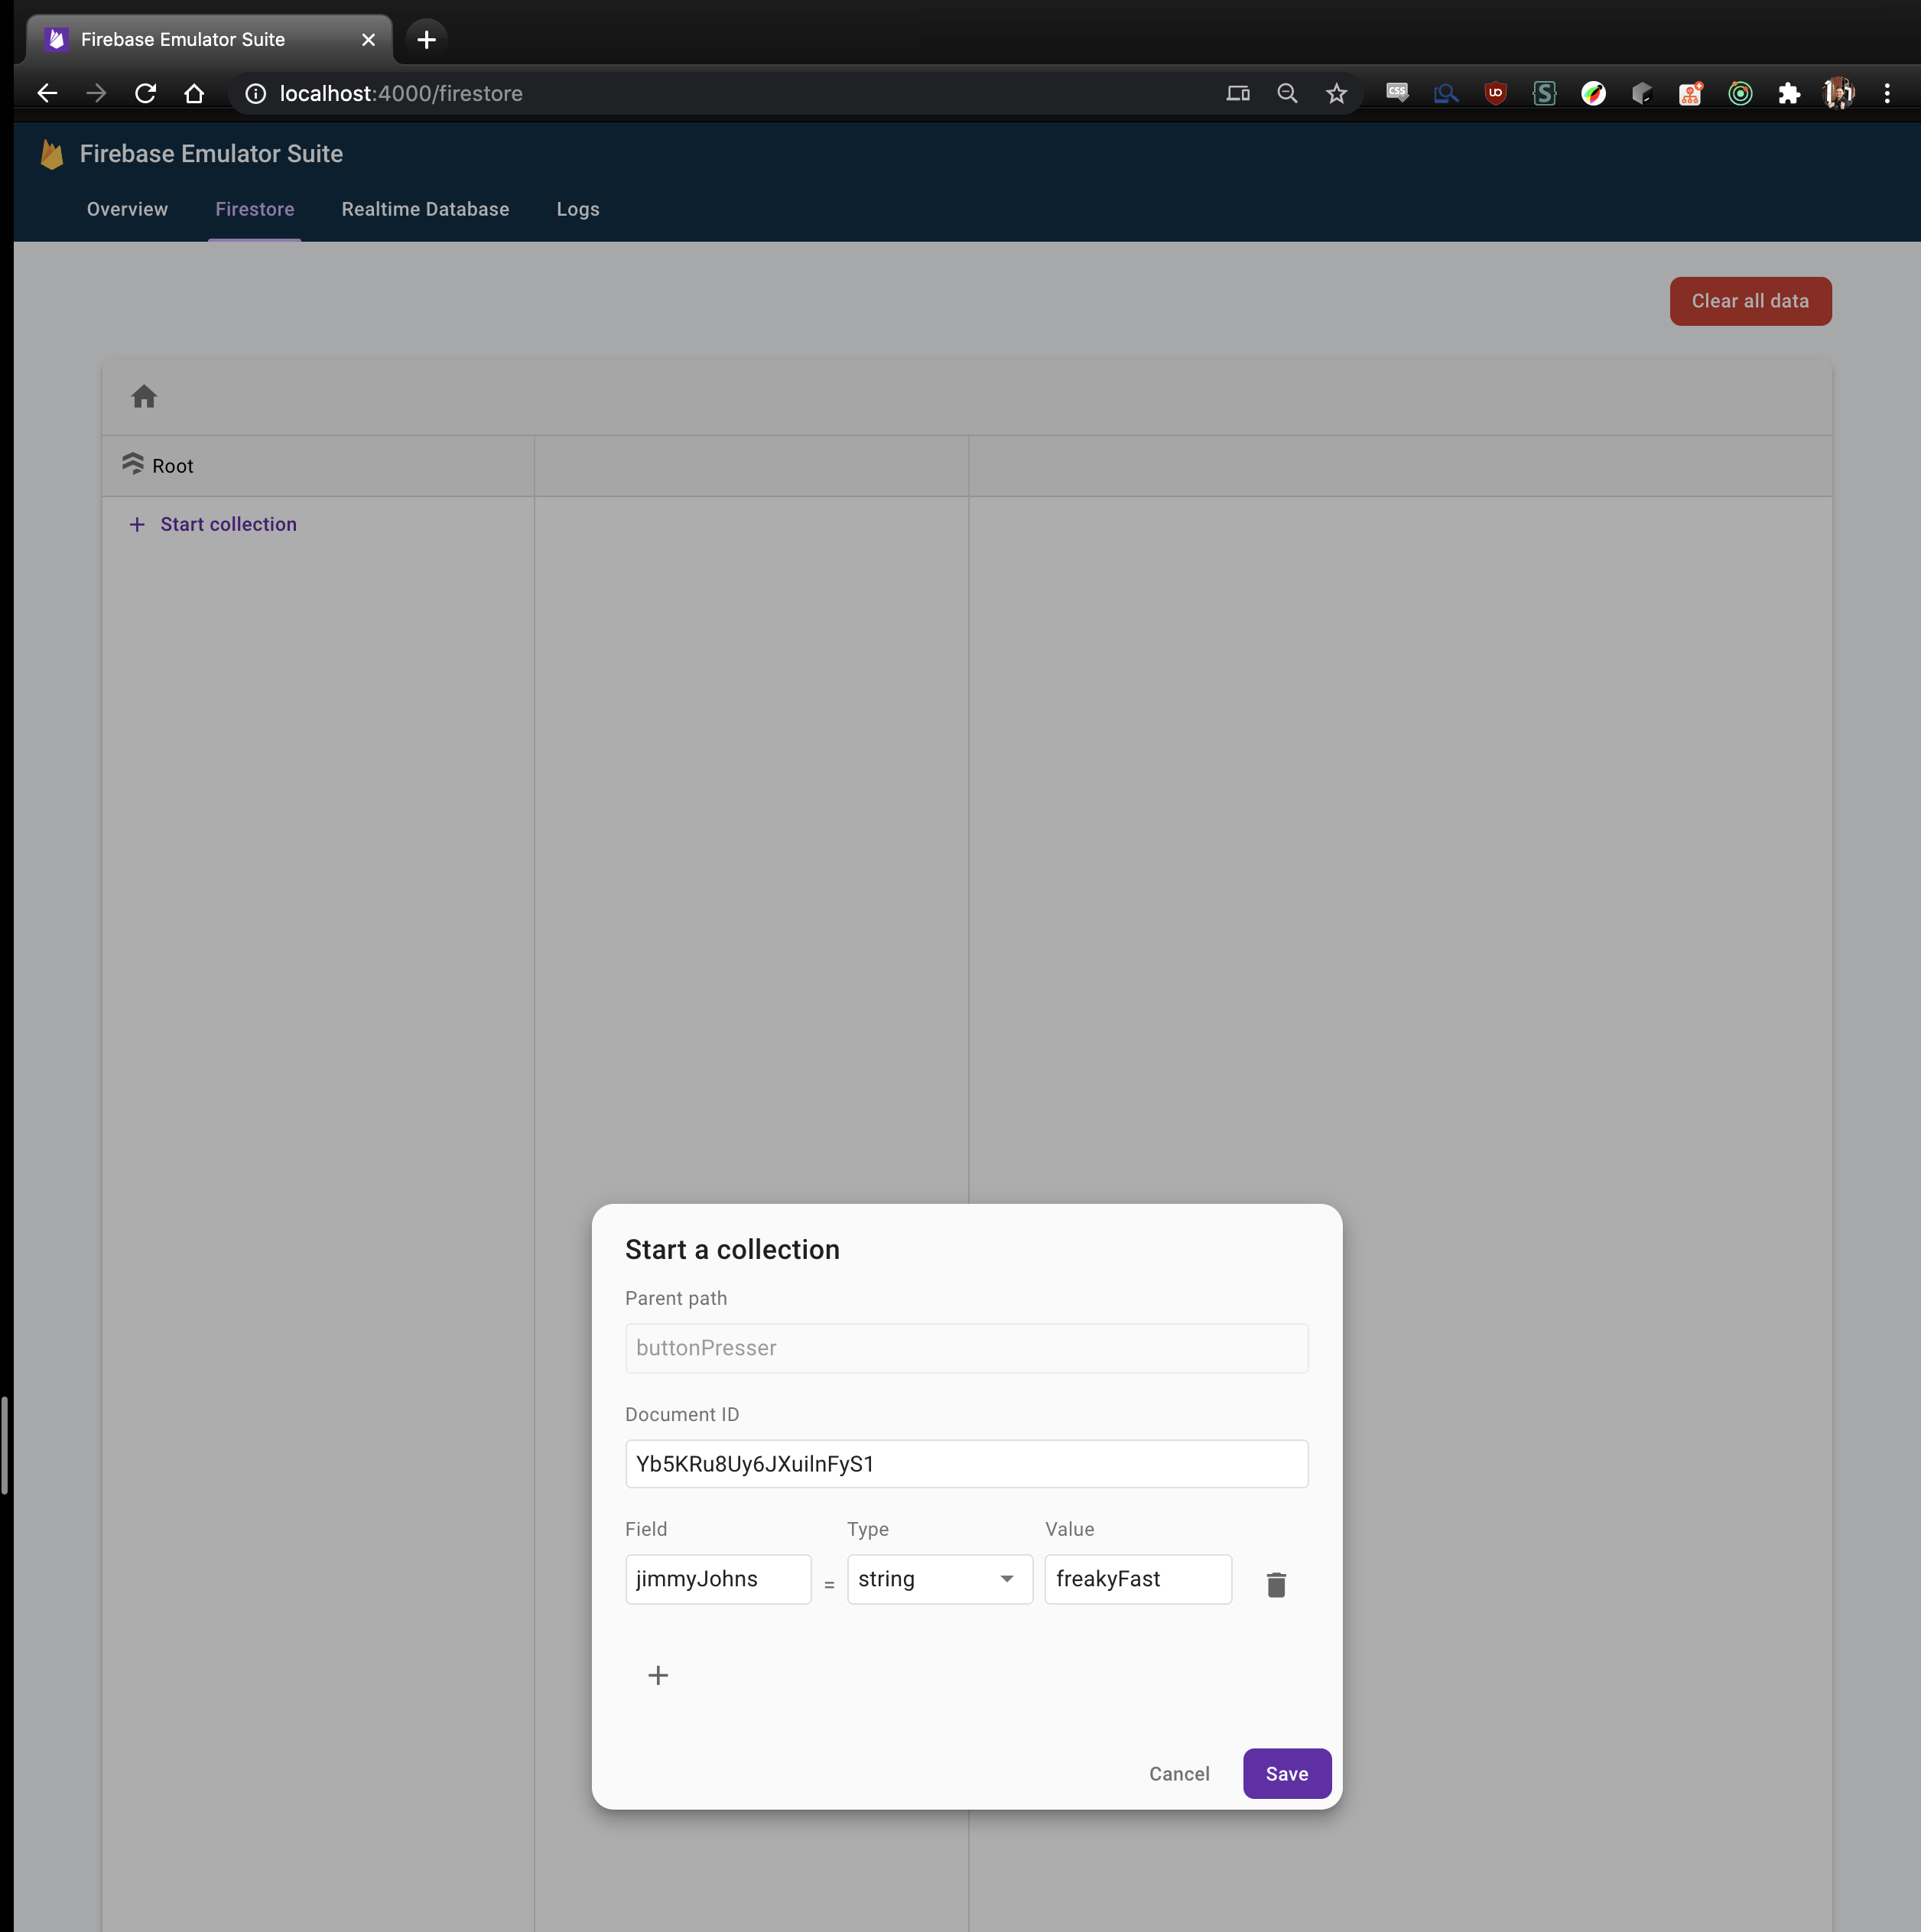 Firebase Emulator Suite
localhost:4000/firestore
Firebase Emulator Suite
Overview Firestore Realtime Database Logs
Clear all data
Root
+ Start collection
Start a collection
Parent path
buttonPresser
Document ID
Yb5KRu8Uy6JXuilnFyS1
Field Type Value
jimmyJohns = string freakyFast
+
Cancel Save